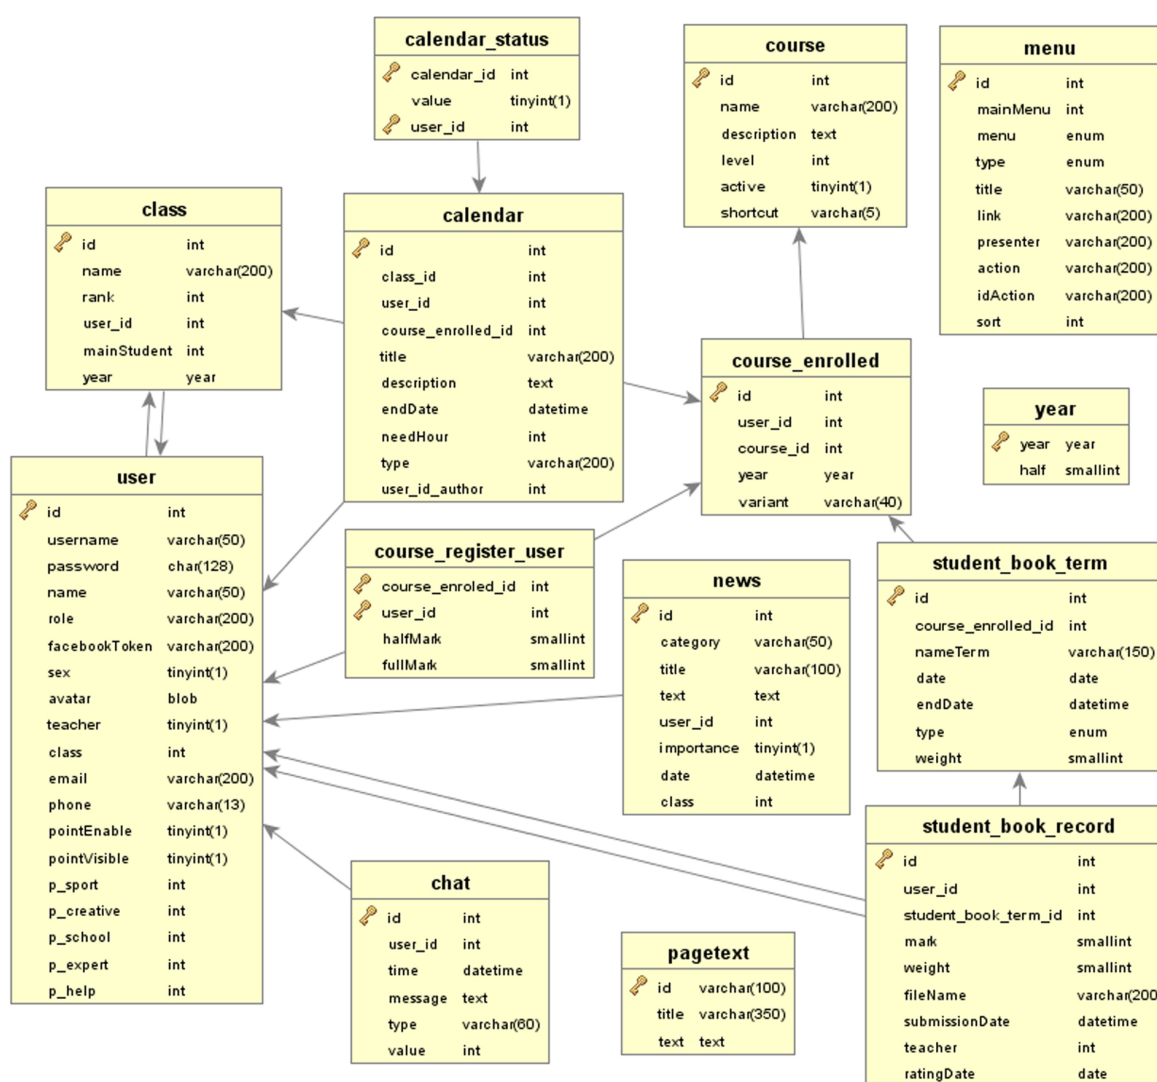 calendar_status
calendar_id int
value tinyint(1)
user_id int
course
id int
name varchar(200)
description text
level int
active tinyint(1)
shortcut varchar(5)
menu
id int
mainMenu int
menu enum
type enum
title varchar(50)
link varchar(200)
presenter varchar(200)
action varchar(200)
idAction varchar(200)
sort int
class
id int
name varchar(200)
rank int
user_id int
mainStudent int
year year
calendar
id int
class_id int
user_id int
course_enrolled_id int
title varchar(200)
description text
endDate datetime
needHour int
type varchar(200)
user_id_author int
course_enrolled
id int
user_id int
course_id int
year year
variant varchar(40)
year
year year
half smallint
user
id int
username varchar(50)
password char(128)
name varchar(50)
role varchar(200)
facebookToken varchar(200)
sex tinyint(1)
avatar blob
teacher tinyint(1)
class int
email varchar(200)
phone varchar(13)
pointEnable tinyint(1)
pointVisible tinyint(1)
p_sport int
p_creative int
p_school int
p_expert int
p_help int
course_register_user
course_enroled_id int
user_id int
halfMark smallint
fullMark smallint
news
id int
category varchar(50)
title varchar(100)
text text
user_id int
importance tinyint(1)
date datetime
class int
student_book_term
id int
course_enrolled_id int
nameTerm varchar(150)
date date
endDate datetime
type enum
weight smallint
student_book_record
id int
user_id int
student_book_term_id int
mark smallint
weight smallint
fileName varchar(200
submissionDate datetime
teacher int
ratingDate date
chat
id int
user_id int
time datetime
message text
type varchar(60)
value int
pagetext
id varchar(100)
title varchar(350)
text text